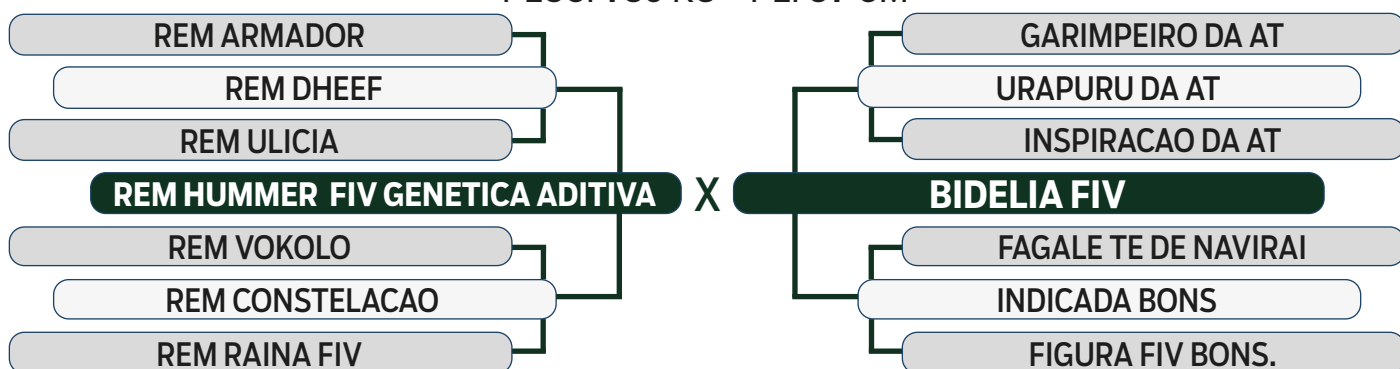 REM ARMADOR
REM DHEEF
REM ULICIA
REM HUMMER FIV GENETICA ADITIVA
REM VOKOLO
REM CONSTELACAO
REM RAINA FIV
X
GARIMPEIRO DA AT
URAPURU DA AT
INSPIRACAO DA AT
BIDELIA FIV
FAGALE TE DE NAVIRAI
INDICADA BONS
FIGURA FIV BONS.